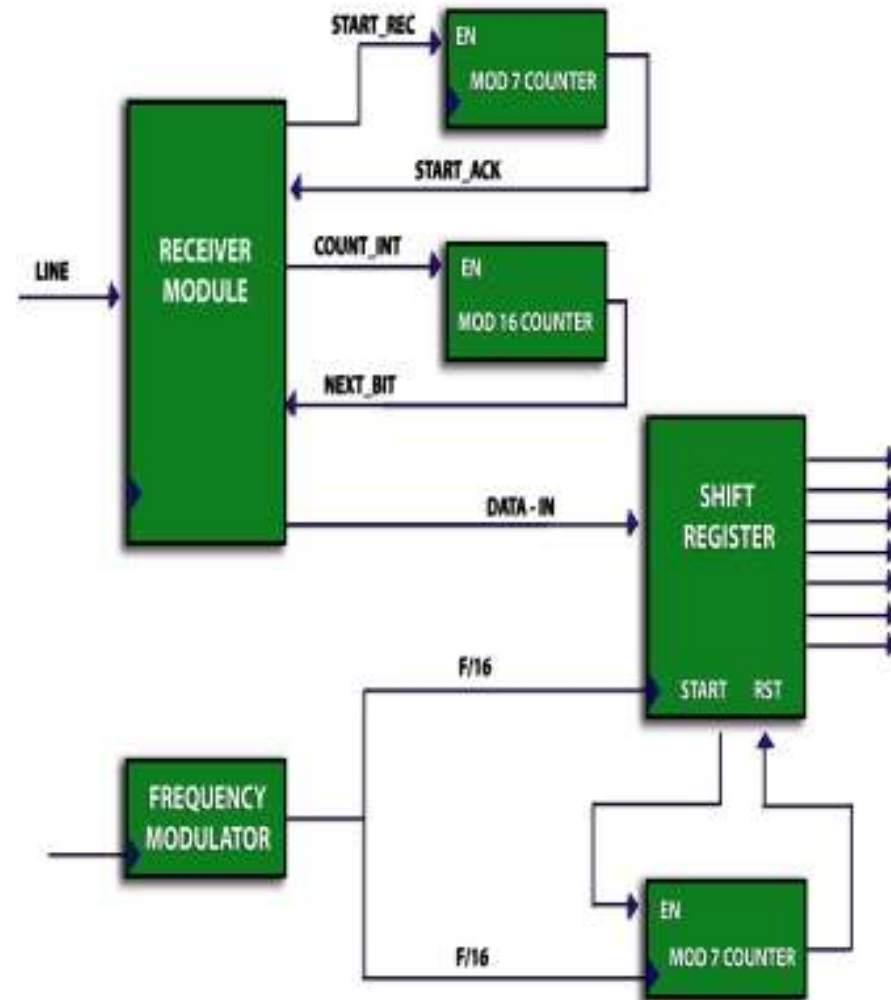 START_REC
EN
MOD 7 COUNTER
START_ACK
RECEIVER
MODULE
LINE
COUNT_INT
EN
MOD 16 COUNTER
NEXT_BIT
DATA - IN
SHIFT
REGISTER
F/16
START RST
FREQUENCY
MODULATOR
EN
F/16
MOD 7 COUNTER